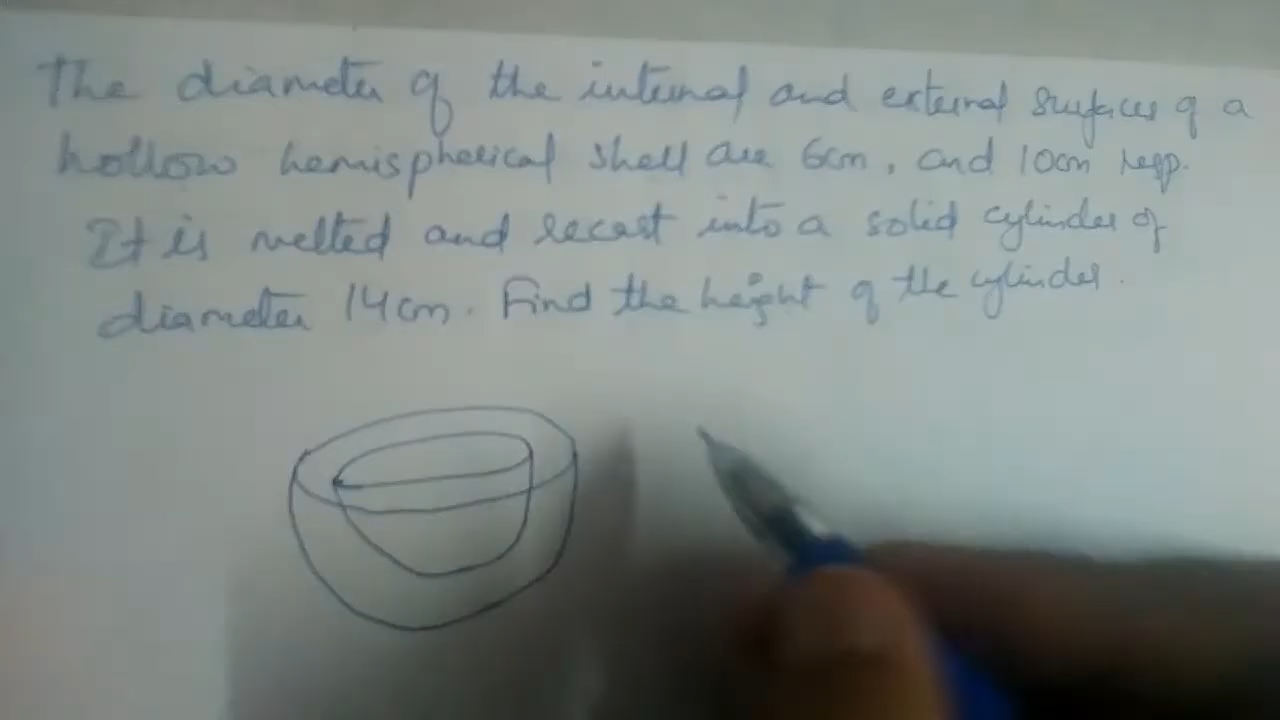 The diameter of the internal and external surfaces of a
hollow hemispherical shell are 6cm, and 10cm resp.
It is melted and recast into a solid cylinder of
diameter 14cm. Find the height of the cylinder.